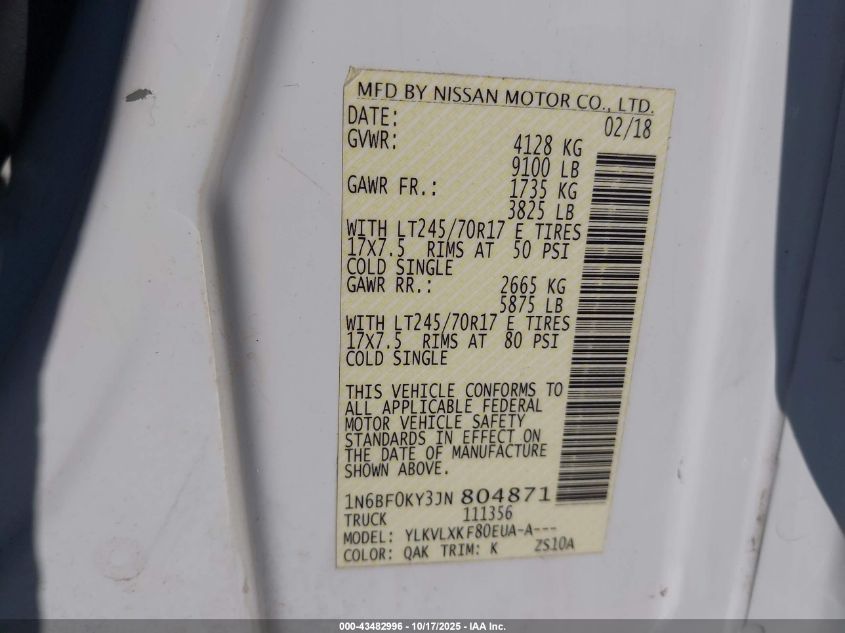 MFD BY NISSAN MOTOR CO., LTD.
DATE: 02/18
GVWR: 4128 KG
9100 LB
GAWR FR.: 1735 KG
3825 LB
WITH LT245/70R17 E TIRES
17X7.5 RIMS AT 50 PSI
COLD SINGLE
GAWR RR.: 2665 KG
5875 LB
WITH LT245/70R17 E TIRES
17X7.5 RIMS AT 80 PSI
COLD SINGLE
THIS VEHICLE CONFORMS TO
ALL APPLICABLE FEDERAL
MOTOR VEHICLE SAFETY
STANDARDS IN EFFECT ON
THE DATE OF MANUFACTURE
SHOWN ABOVE.
1N6BF0KY3JN804871
TRUCK 111356
MODEL: YLKVLXKF80EUA-A---
COLOR: QAK TRIM: K ZS10A
000-43482996 - 10/17/2025 - IAA Inc.